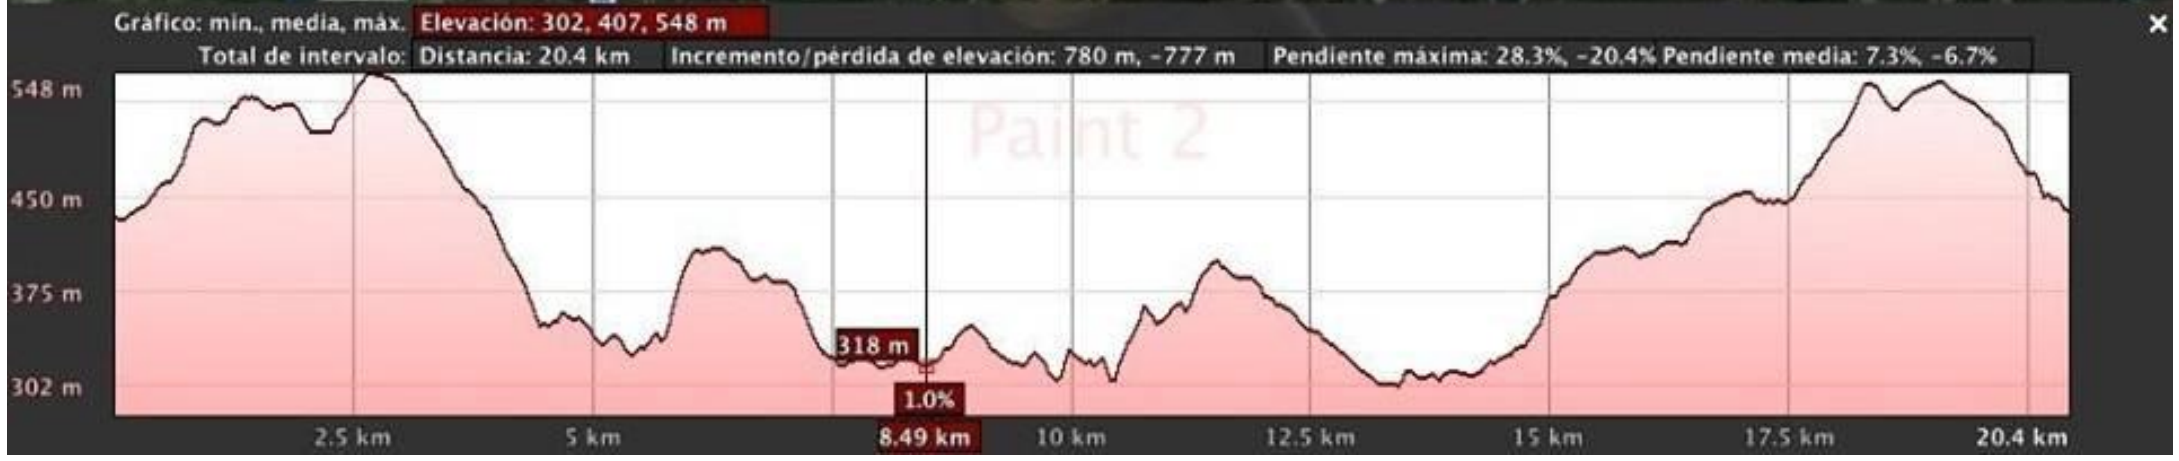 Gráfico: mín., media, máx. Elevación: 302, 407, 548 m
Total de intervalo: Distancia: 20.4 km Incremento/pérdida de elevación: 780 m, -777 m Pendiente máxima: 28.3%, -20.4% Pendiente media: 7.3%, -6.7%
548 m
Paint 2
450 m
375 m
318 m
302 m
1.0%
2.5 km 5 km 8.49 km 10 km 12.5 km 15 km 17.5 km 20.4 km